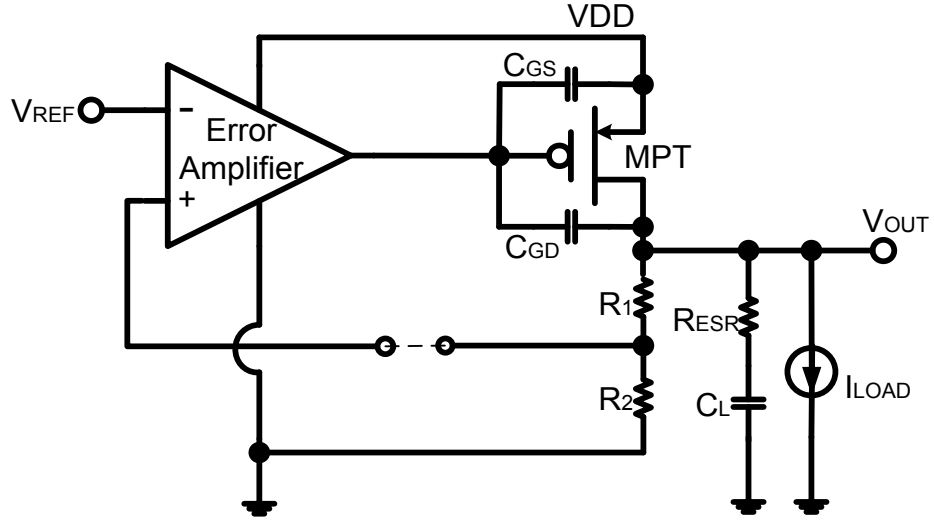 VDD
CGS
VREF
-
Error
Amplifier
MPT
+
CGD
VOUT
R1
RESR
R2
CL
ILOAD